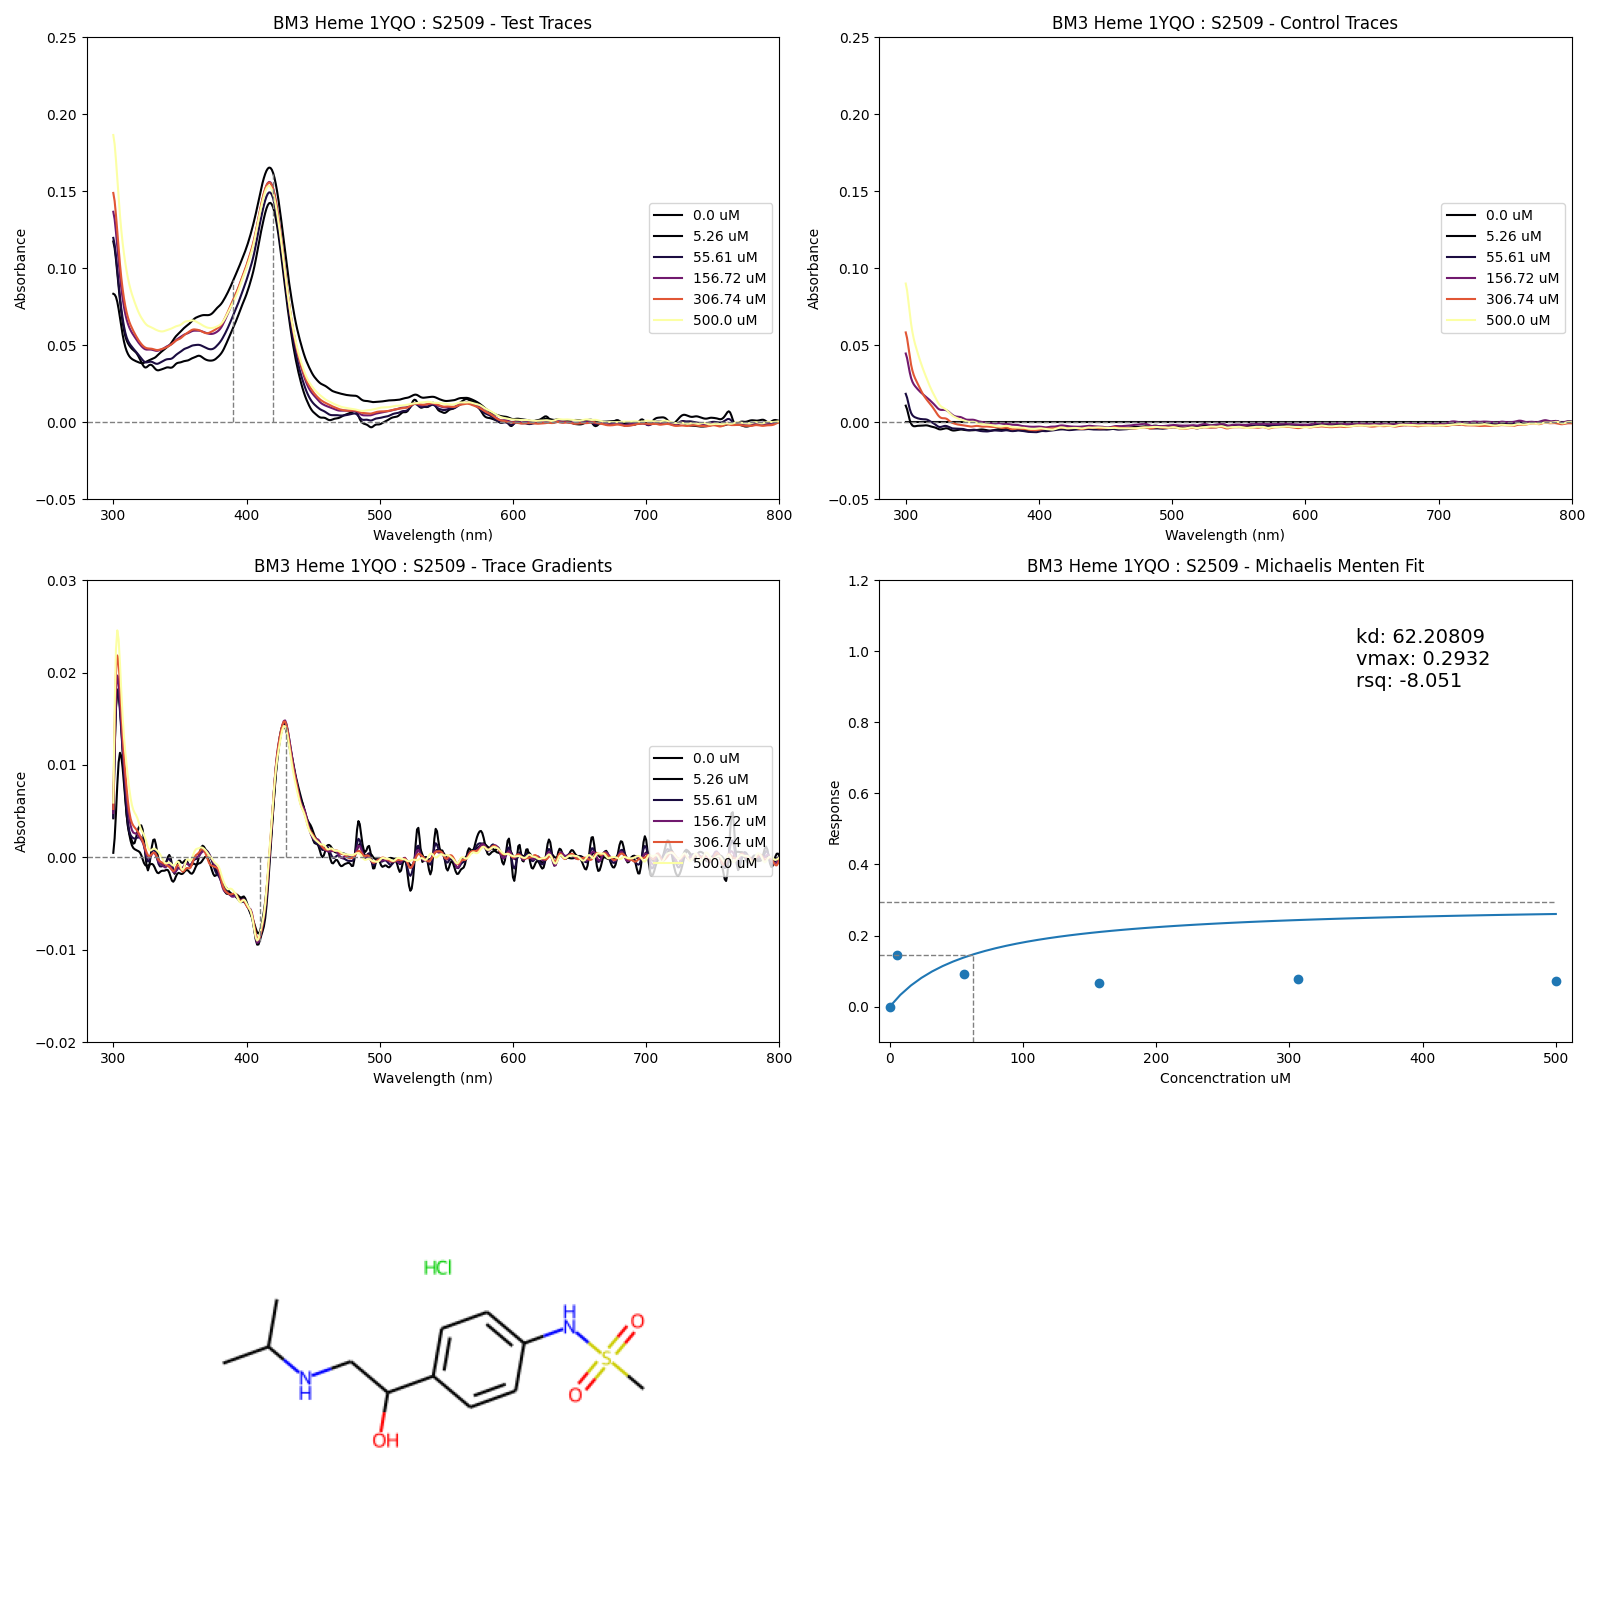 BM3 Heme 1YQO : S2509 - Test Traces
0.25
0.20
0.15
0.10
0.05
0.00
−0.05
Absorbance
300 400 500 600 700 800
Wavelength (nm)
0.0 uM
5.26 uM
55.61 uM
156.72 uM
306.74 uM
500.0 uM
BM3 Heme 1YQO : S2509 - Control Traces
0.25
0.20
0.15
0.10
0.05
0.00
−0.05
Absorbance
300 400 500 600 700 800
Wavelength (nm)
0.0 uM
5.26 uM
55.61 uM
156.72 uM
306.74 uM
500.0 uM
BM3 Heme 1YQO : S2509 - Trace Gradients
0.03
0.02
0.01
0.00
−0.01
−0.02
Absorbance
300 400 500 600 700 800
Wavelength (nm)
0.0 uM
5.26 uM
55.61 uM
156.72 uM
306.74 uM
500.0 uM
BM3 Heme 1YQO : S2509 - Michaelis Menten Fit
1.2
1.0
0.8
0.6
0.4
0.2
0.0
Response
kd: 62.20809
vmax: 0.2932
rsq: -8.051
0 100 200 300 400 500
Concenctration uM
HCl
H
N
O
S
O
N
H
OH